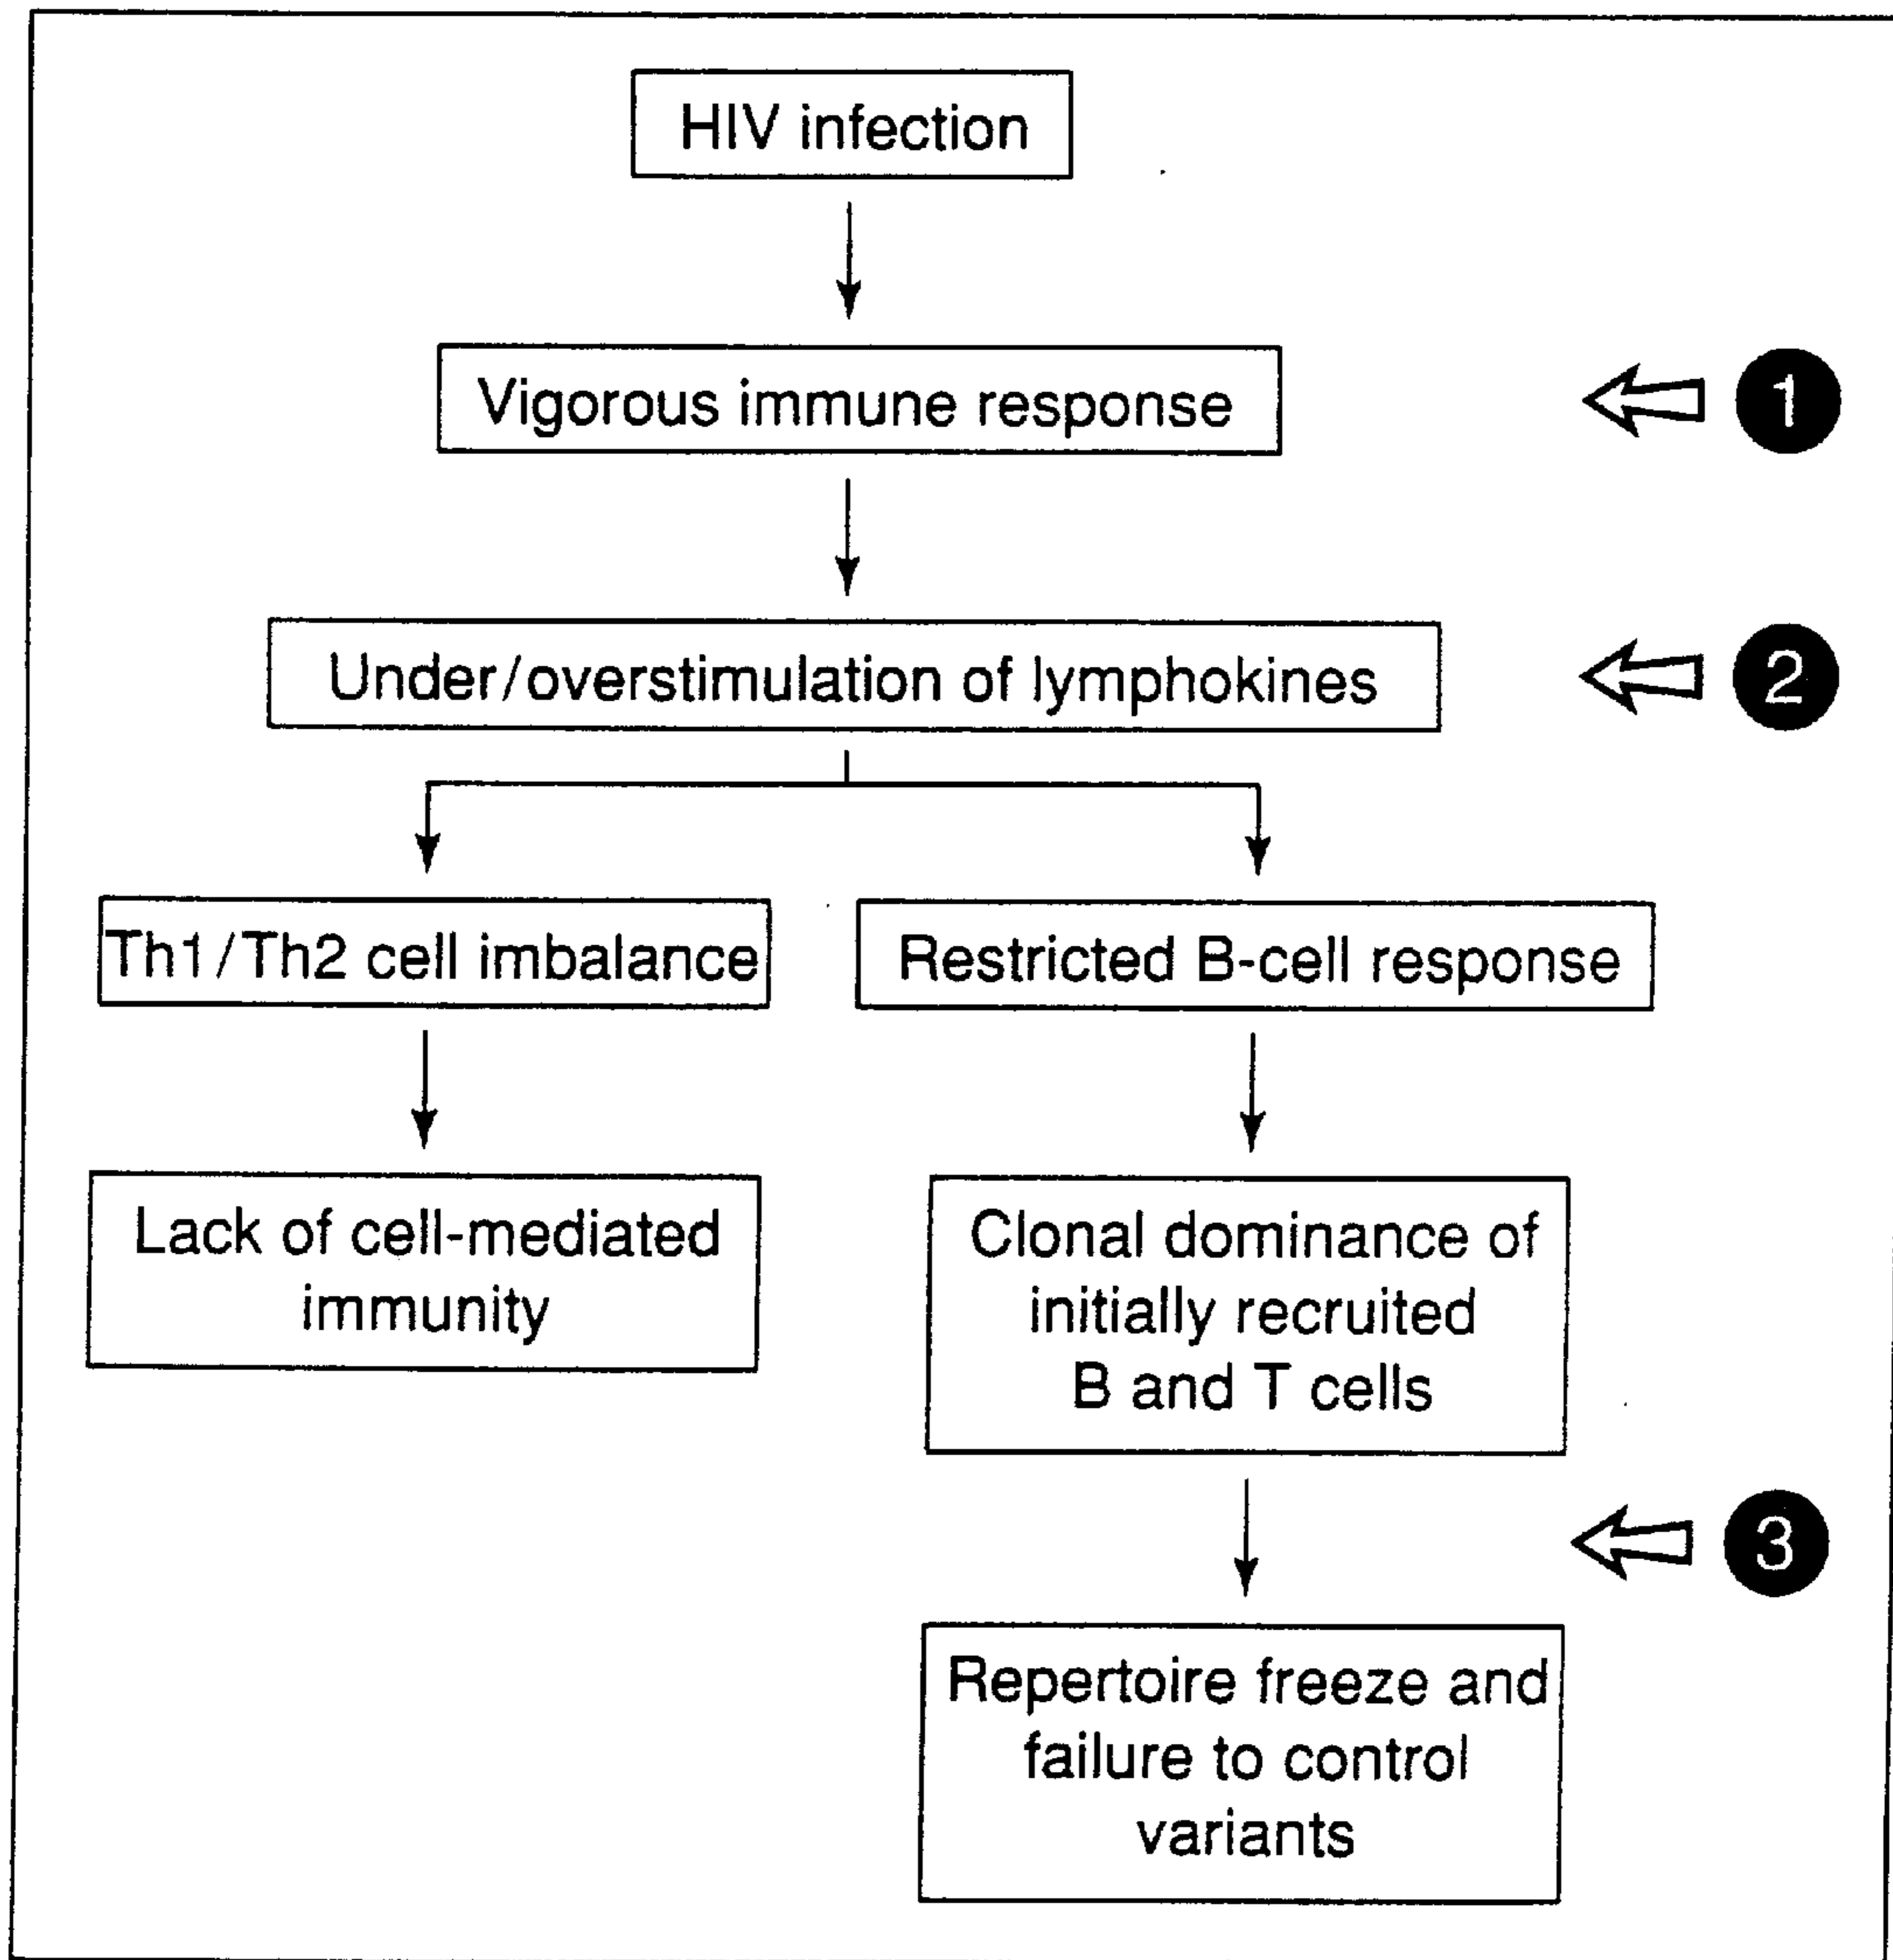 HIV infection
Vigorous immune response
1
Under/overstimulation of lymphokines
2
Th1/Th2 cell imbalance
Restricted B-cell response
Lack of cell-mediated
immunity
Clonal dominance of
initially recruited
B and T cells
3
Repertoire freeze and
failure to control
variants